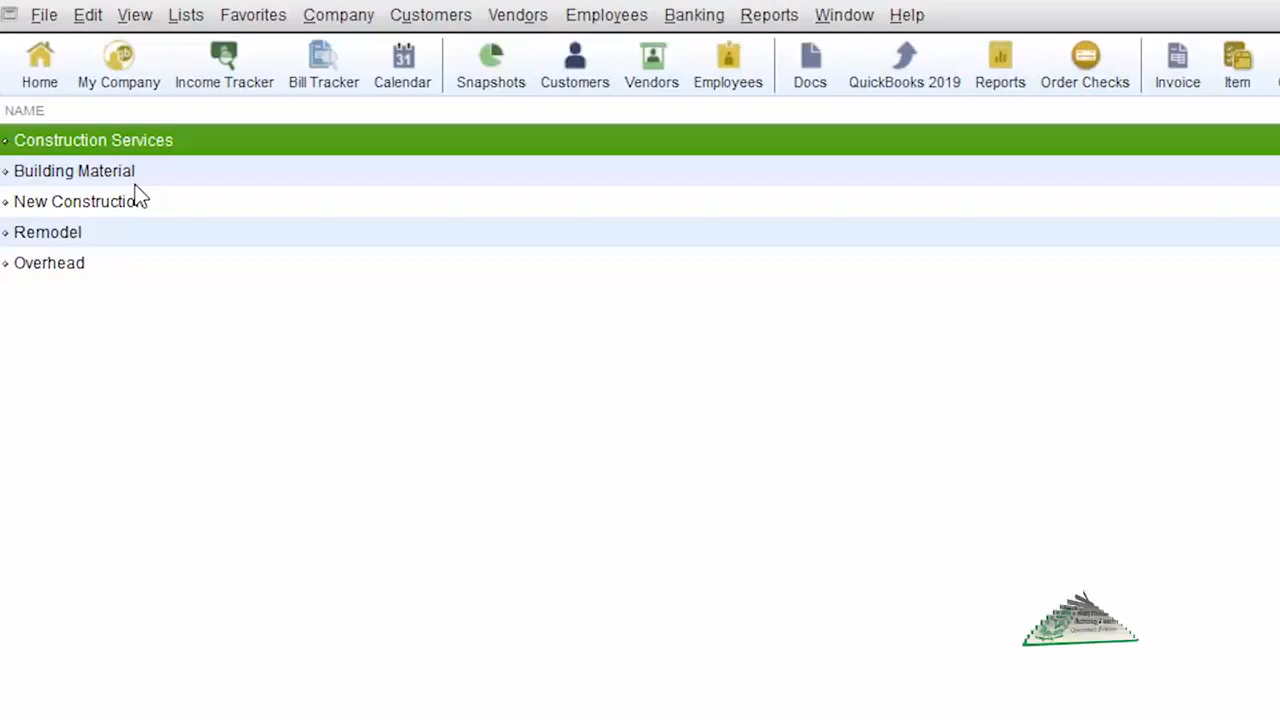 File Edit View Lists Favorites Company Customers Vendors Employees Banking Reports Window Help
Home My Company Income Tracker Bill Tracker Calendar Snapshots Customers Vendors Employees Docs QuickBooks 2019 Reports Order Checks Invoice Item
NAME
Construction Services
Building Material
New Construction
Remodel
Overhead